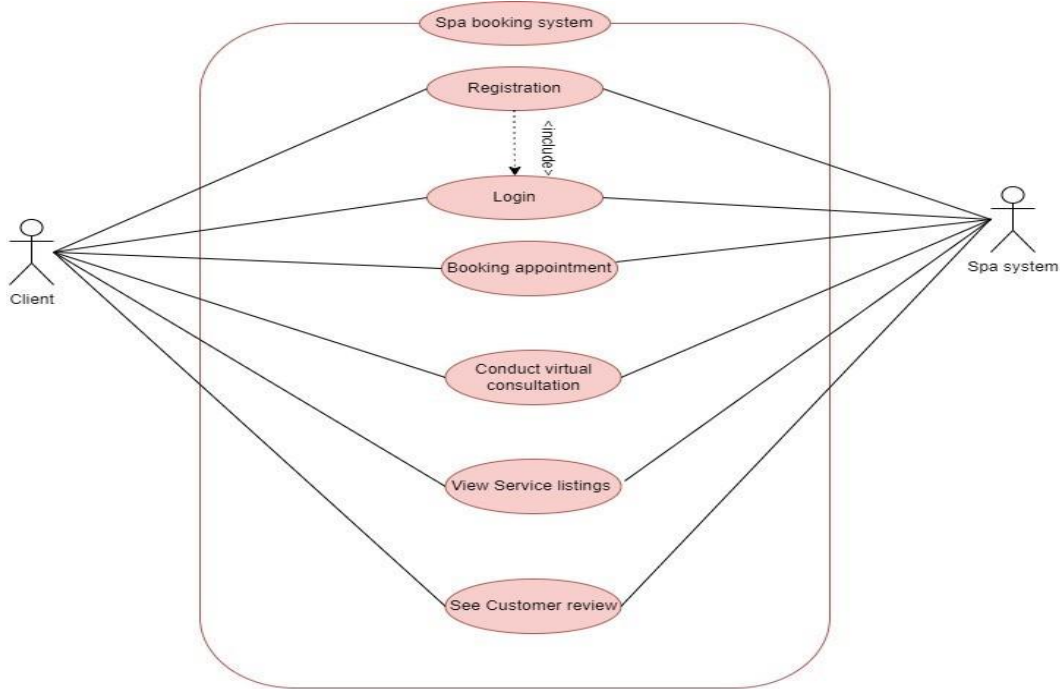 Spa booking system
Registration
<include>
Login
Booking appointment
Client
Spa system
Conduct virtual
consultation
View Service listings
See Customer review